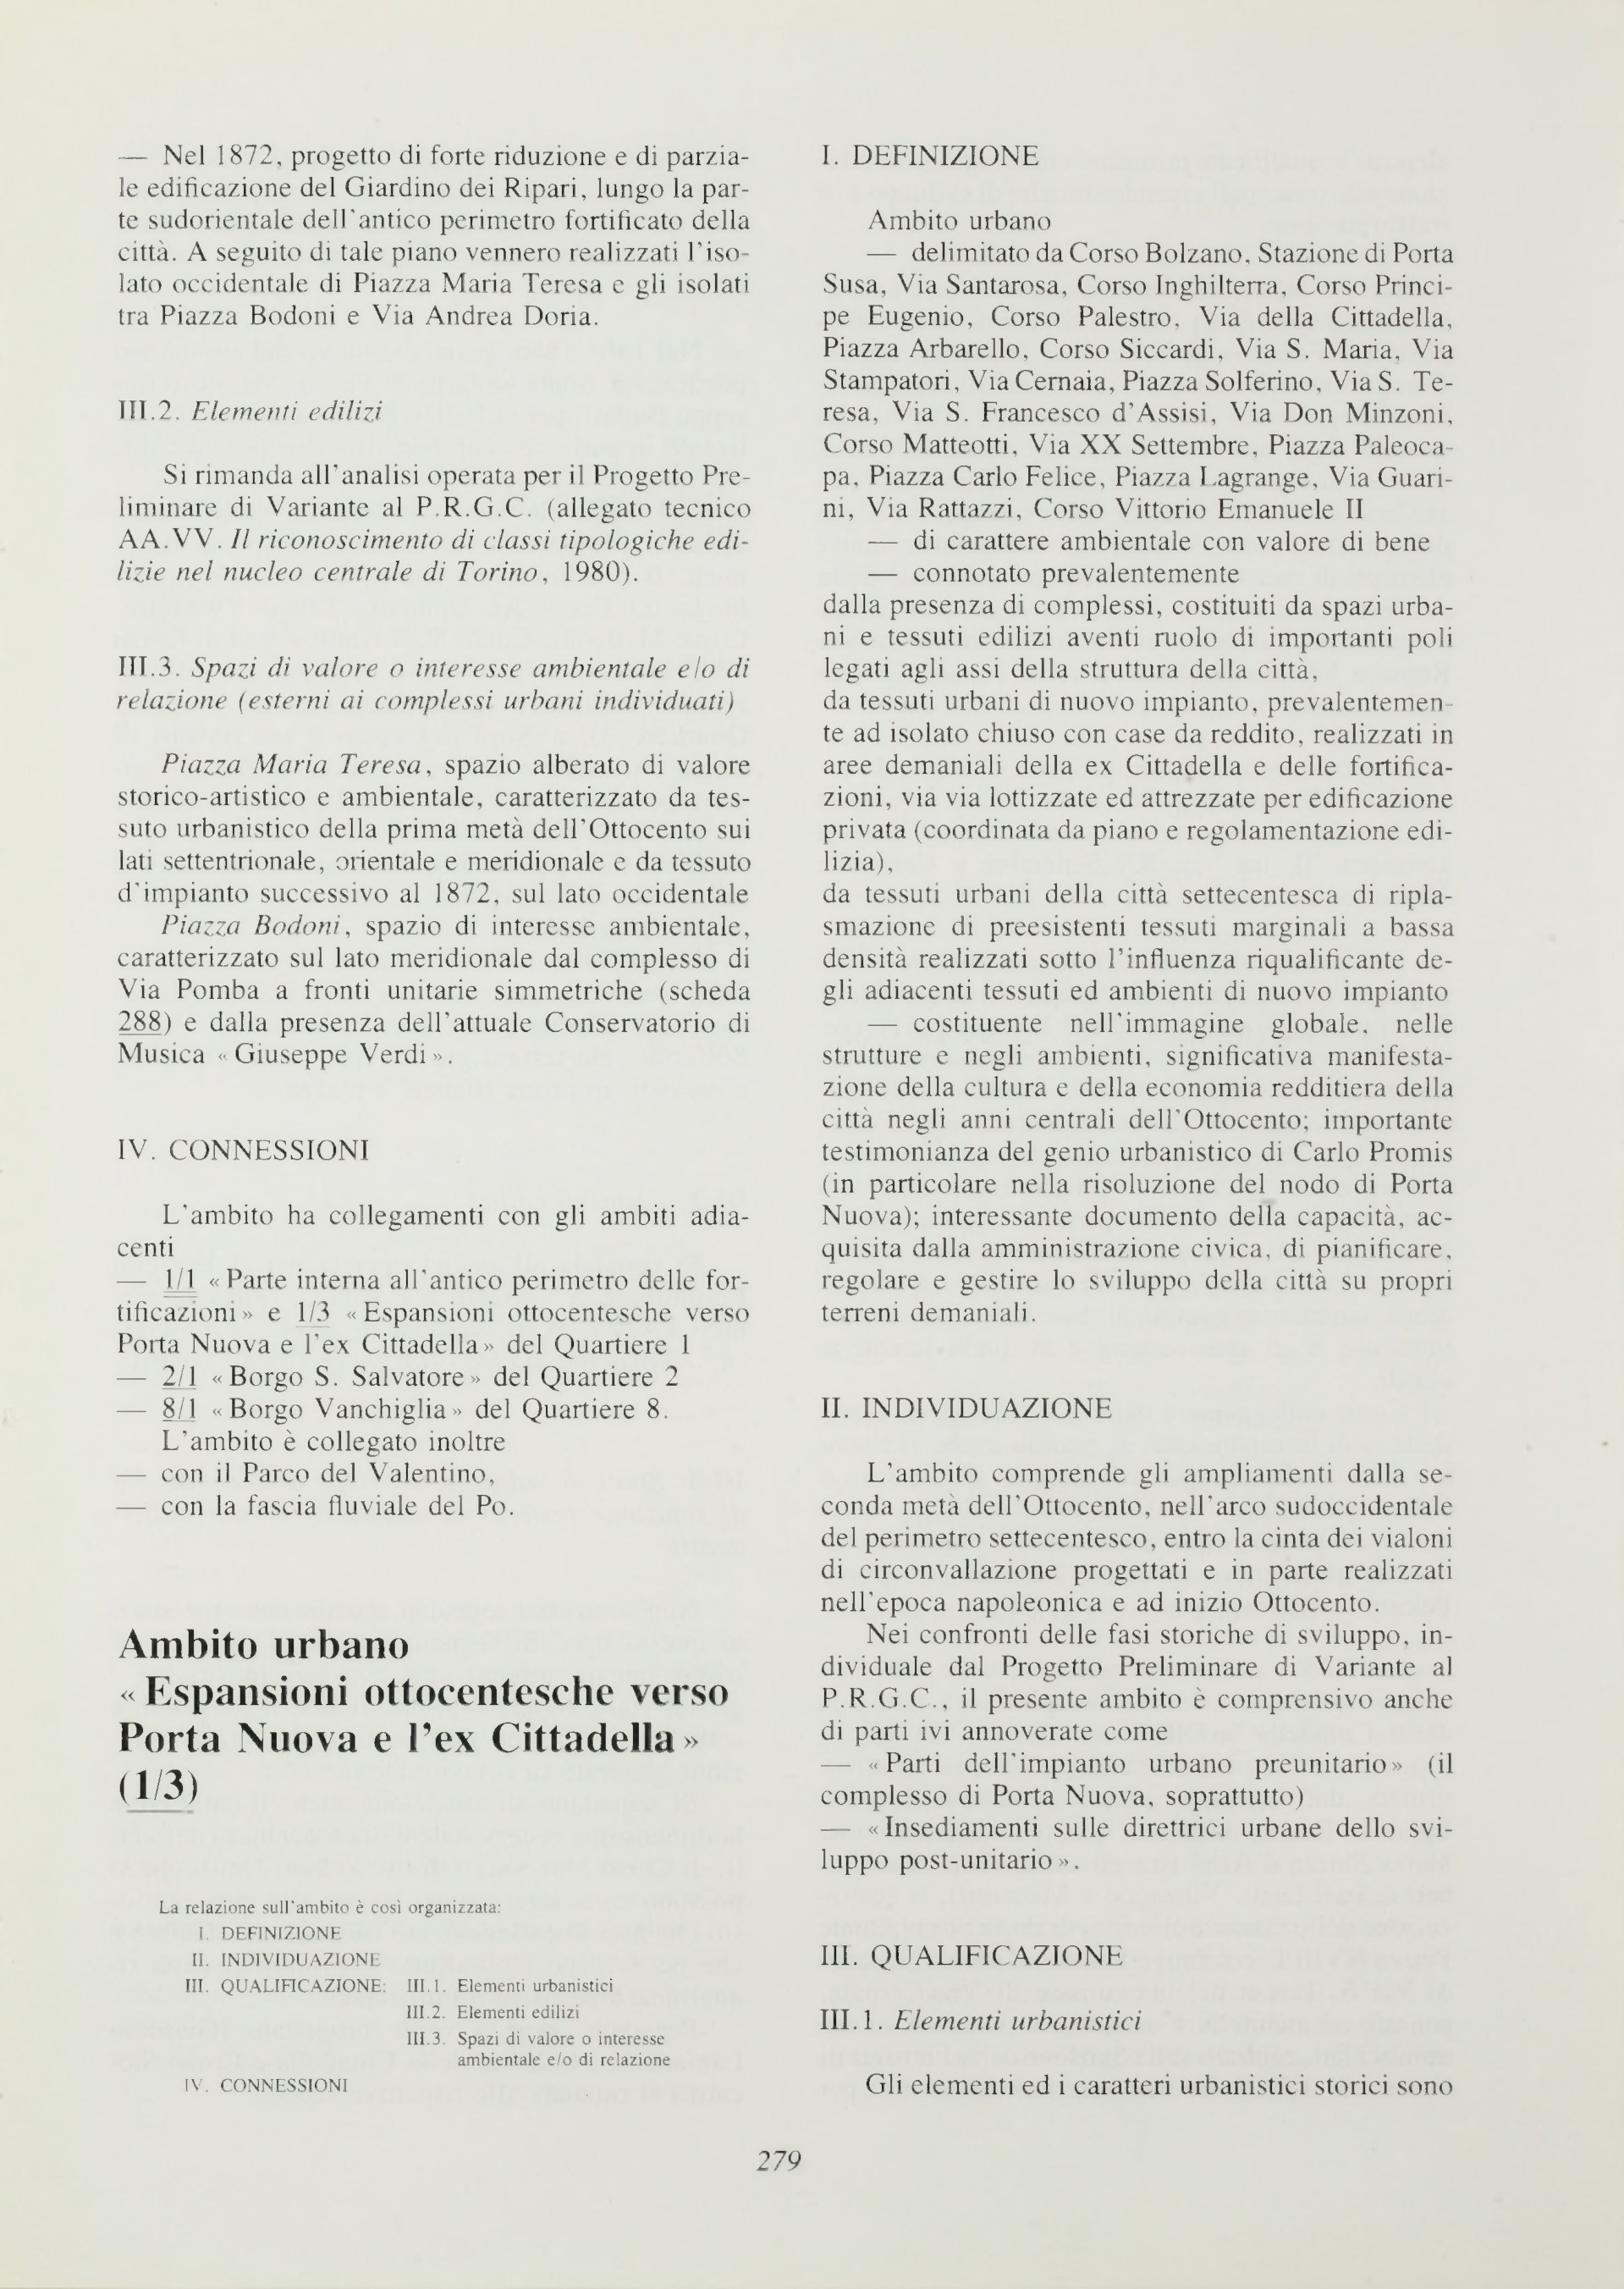 — Nel 1872, progetto di forte riduzione e di parzia-
le edificazione del Giardino dei Ripari, lungo la par-
te sudorientale dell'antico perimetro fortificato della
città. A seguito di tale piano vennero realizzati l'iso-
lato occidentale di Piazza Maria Teresa e gli isolati
tra Piazza Bodoni e Via Andrea Doria.
III.2. Elementi edilizi
Si rimanda all'analisi operata per il Progetto Pre-
liminare di Variante al P.R.G.C. (allegato tecnico
AA.VV. Il riconoscimento di classi tipologiche edi-
lizie nel nucleo centrale di Torino, 1980).
III.3. Spazi di valore o interesse ambientale e/o di
relazione (esterni ai complessi urbani individuati)
Piazza Maria Teresa, spazio alberato di valore
storico-artistico e ambientale, caratterizzato da tes-
suto urbanistico della prima metà dell'Ottocento sui
lati settentrionale, orientale e meridionale e da tessuto
d'impianto successivo al 1872, sul lato occidentale
Piazza Bodoni, spazio di interesse ambientale,
caratterizzato sul lato meridionale dal complesso di
Via Pomba a fronti unitarie simmetriche (scheda
288) e dalla presenza dell'attuale Conservatorio di
Musica « Giuseppe Verdi ».
IV. CONNESSIONI
L'ambito ha collegamenti con gli ambiti adia-
centi
— 1/1 « Parte interna all'antico perimetro delle for-
tificazioni » e 1/3 « Espansioni ottocentesche verso
Porta Nuova e l'ex Cittadella » del Quartiere 1
— 2/1 « Borgo S. Salvatore » del Quartiere 2
— 8/1 « Borgo Vanchiglia » del Quartiere 8.
L'ambito è collegato inoltre
— con il Parco del Valentino,
— con la fascia fluviale del Po.
Ambito urbano
« Espansioni ottocentesche verso
Porta Nuova e l'ex Cittadella »
(1/3)
La relazione sull'ambito è così organizzata:
I. DEFINIZIONE
II. INDIVIDUAZIONE
III. QUALIFICAZIONE: III.1. Elementi urbanistici
III.2. Elementi edilizi
III.3. Spazi di valore o interesse
ambientale e/o di relazione
IV. CONNESSIONI
I. DEFINIZIONE
Ambito urbano
— delimitato da Corso Bolzano, Stazione di Porta
Susa, Via Santarosa, Corso Inghilterra, Corso Princi-
pe Eugenio, Corso Palestro, Via della Cittadella,
Piazza Arbarello, Corso Siccardi, Via S. Maria, Via
Stampatori, Via Cernaia, Piazza Solferino, Via S. Te-
resa, Via S. Francesco d'Assisi, Via Don Minzoni,
Corso Matteotti, Via XX Settembre, Piazza Paleoca-
pa, Piazza Carlo Felice, Piazza Lagrange, Via Guari-
ni, Via Rattazzi, Corso Vittorio Emanuele II
— di carattere ambientale con valore di bene
— connotato prevalentemente
dalla presenza di complessi, costituiti da spazi urba-
ni e tessuti edilizi aventi ruolo di importanti poli
legati agli assi della struttura della città,
da tessuti urbani di nuovo impianto, prevalentemen-
te ad isolato chiuso con case da reddito, realizzati in
aree demaniali della ex Cittadella e delle fortifica-
zioni, via via lottizzate ed attrezzate per edificazione
privata (coordinata da piano e regolamentazione edi-
lizia),
da tessuti urbani della città settecentesca di ripla-
smazione di preesistenti tessuti marginali a bassa
densità realizzati sotto l'influenza riqualificante de-
gli adiacenti tessuti ed ambienti di nuovo impianto
— costituente nell'immagine globale, nelle
strutture e negli ambienti, significativa manifesta-
zione della cultura e della economia redditiera della
città negli anni centrali dell'Ottocento; importante
testimonianza del genio urbanistico di Carlo Promis
(in particolare nella risoluzione del nodo di Porta
Nuova); interessante documento della capacità, ac-
quisita dalla amministrazione civica, di pianificare,
regolare e gestire lo sviluppo della città su propri
terreni demaniali.
II. INDIVIDUAZIONE
L'ambito comprende gli ampliamenti dalla se-
conda metà dell'Ottocento, nell'arco sudoccidentale
del perimetro settecentesco, entro la cinta dei vialoni
di circonvallazione progettati e in parte realizzati
nell'epoca napoleonica e ad inizio Ottocento.
Nei confronti delle fasi storiche di sviluppo, in-
dividuale dal Progetto Preliminare di Variante al
P.R.G.C., il presente ambito è comprensivo anche
di parti ivi annoverate come
— « Parti dell'impianto urbano preunitario » (il
complesso di Porta Nuova, soprattutto)
— « Insediamenti sulle direttrici urbane dello svi-
luppo post-unitario ».
III. QUALIFICAZIONE
III.1. Elementi urbanistici
Gli elementi ed i caratteri urbanistici storici sono
279